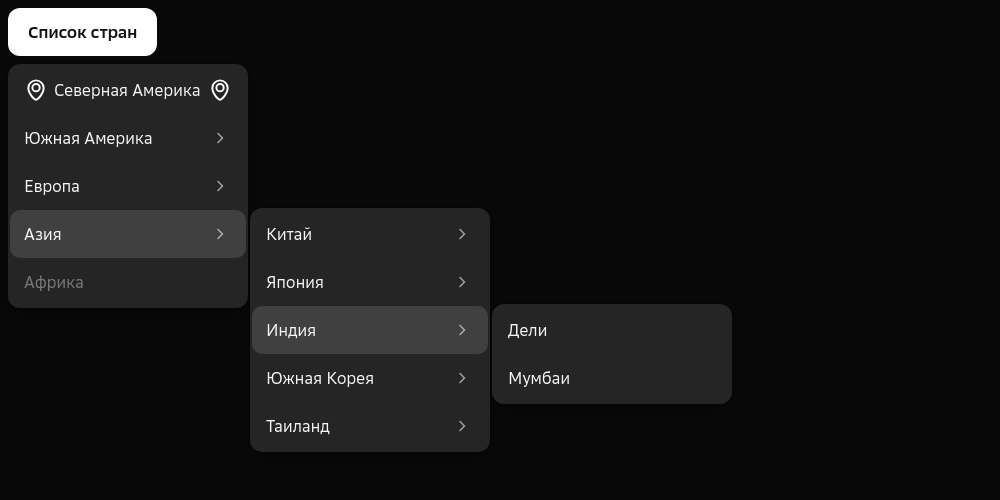 Список стран
Северная Америка
Южная Америка
Европа
Азия
Африка
Китай
Япония
Индия
Южная Корея
Таиланд
Дели
Мумбаи